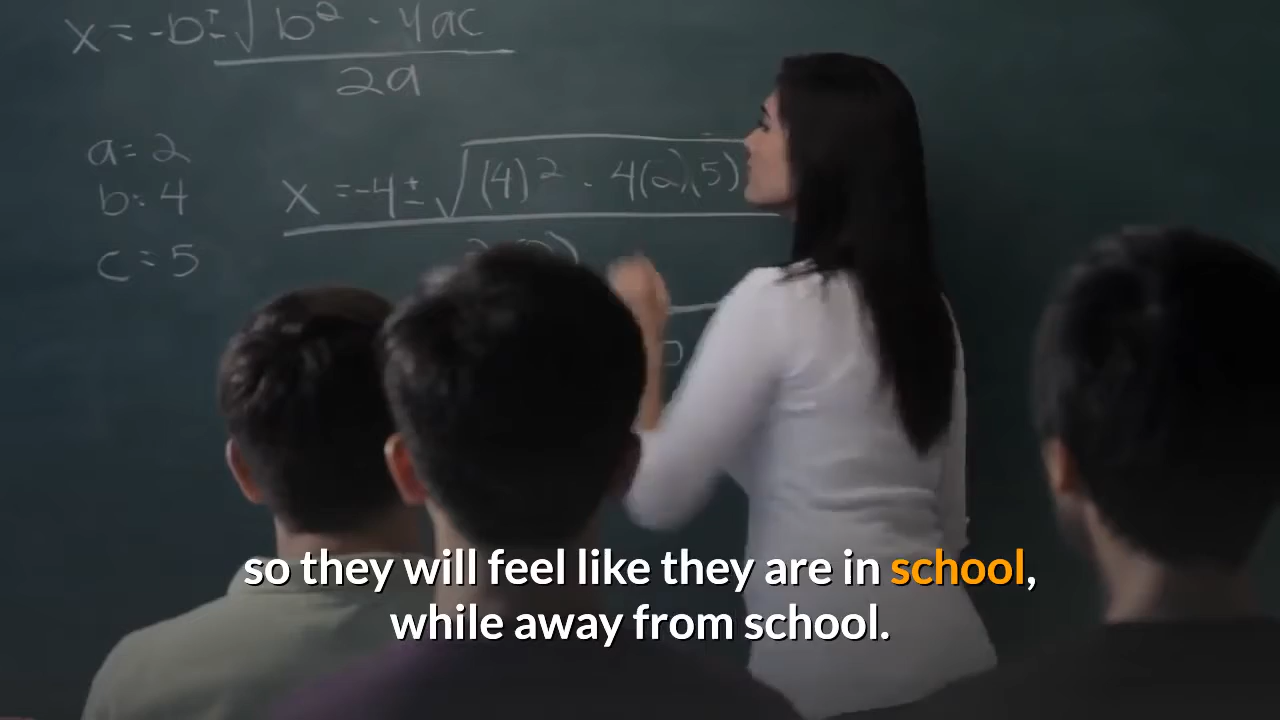 x = -b ± √b² - 4ac
2a
a = 2
b: 4
c = 5
x = -4 ± √(4)² - 4(2)(5)
so they will feel like they are in school,
while away from school.